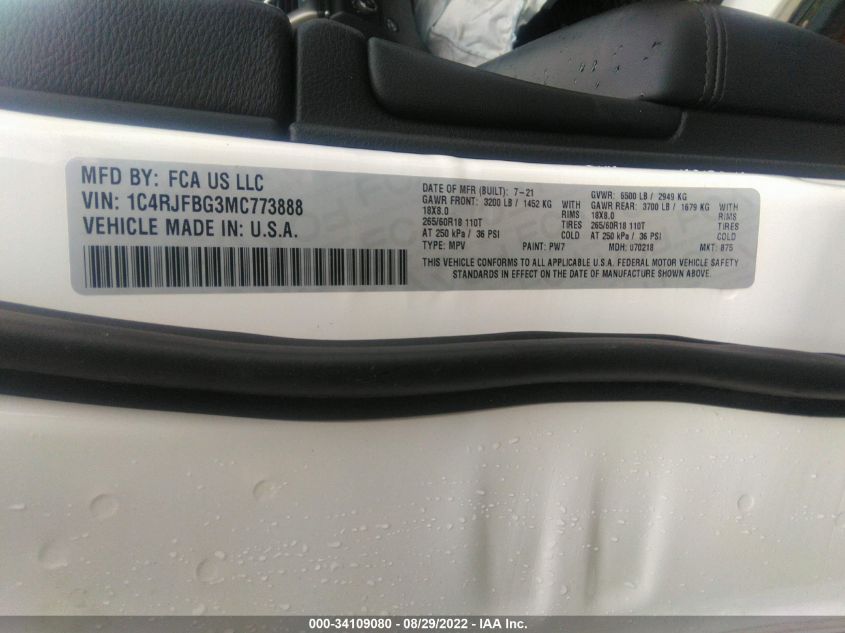 MFD BY: FCA US LLC
VIN: 1C4RJFBG3MC773888
VEHICLE MADE IN: U.S.A.
DATE OF MFR (BUILT): 7-21 GVWR: 6500 LB / 2949 KG
GAWR FRONT: 3200 LB / 1452 KG WITH GAWR REAR: 3700 LB / 1679 KG WITH
18X8.0 RIMS 18X8.0 RIMS
265/60R18 110T TIRES 265/60R18 110T TIRES
AT 250 kPa / 36 PSI COLD AT 250 kPa / 36 PSI COLD
TYPE: MPV PAINT: PW7 MDH: 070218 MKT: 875
THIS VEHICLE CONFORMS TO ALL APPLICABLE U.S.A. FEDERAL MOTOR VEHICLE SAFETY
STANDARDS IN EFFECT ON THE DATE OF MANUFACTURE SHOWN ABOVE.
000-34109080 - 08/29/2022 - IAA Inc.